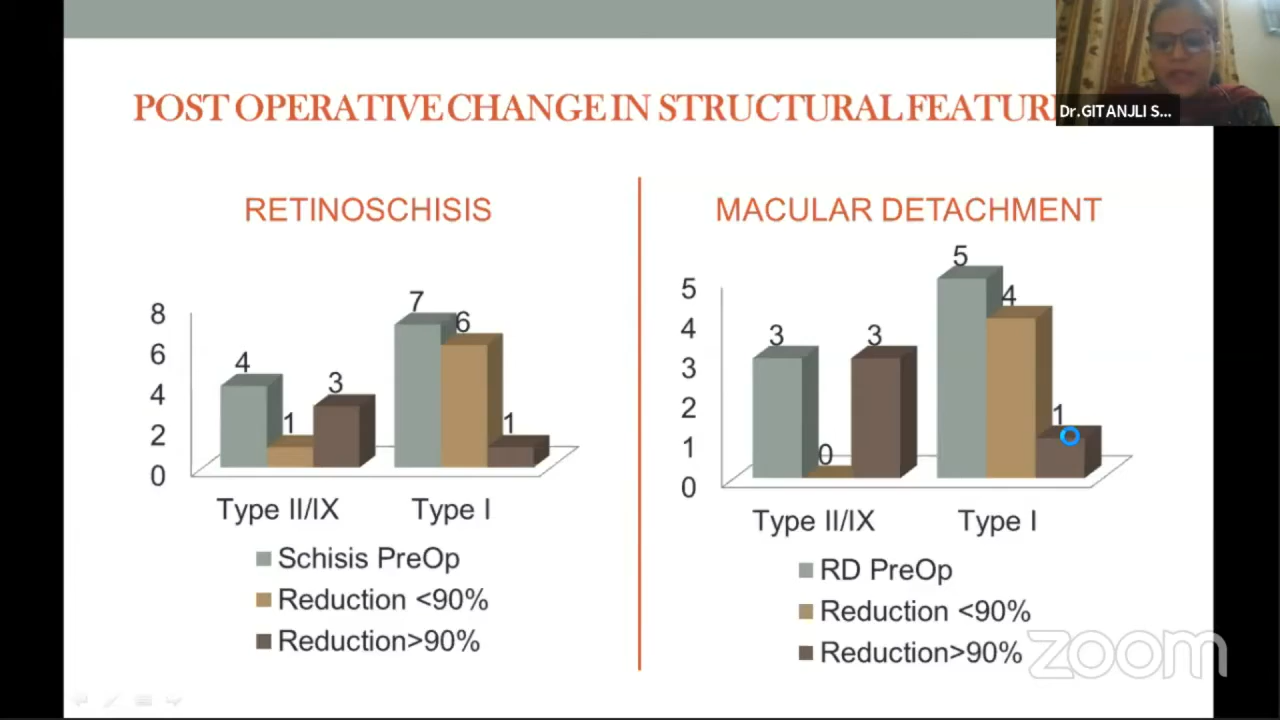 POST OPERATIVE CHANGE IN STRUCTURAL
Dr.GITANJLI S...
RETINOSCHISIS
8
6
4
2
0
4
1
3
7
6
1
Type II/IX
Type I
Schisis PreOp
Reduction <90%
Reduction>90%
MACULAR DETACHMENT
5
4
3
2
1
0
3
0
3
5
4
1
Type II/IX
Type I
RD PreOp
Reduction <90%
Reduction>90%
zoom